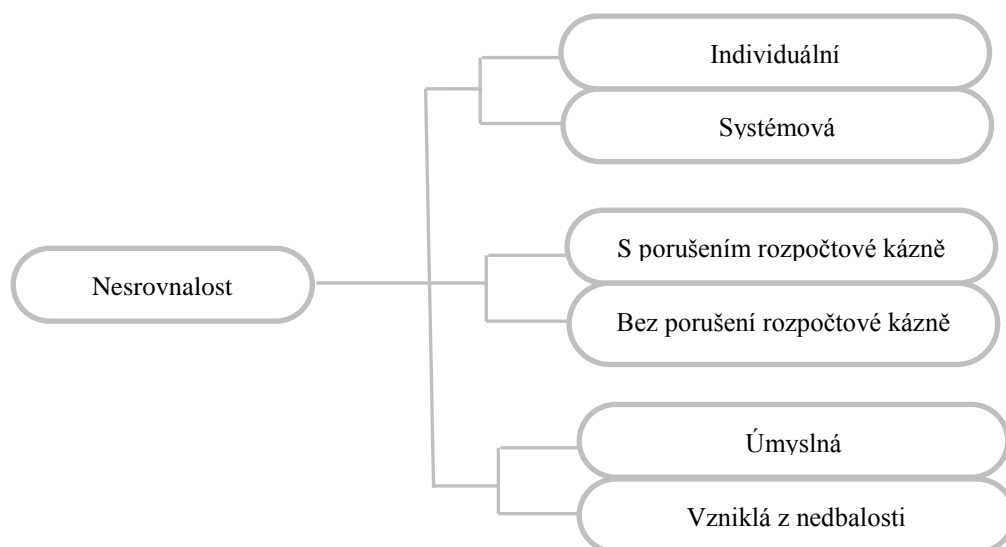 Individuální
Systémová
S porušením rozpočtové kázně
Nesrovnalost
Bez porušení rozpočtové kázně
Úmyslná
Vzniklá z nedbalosti